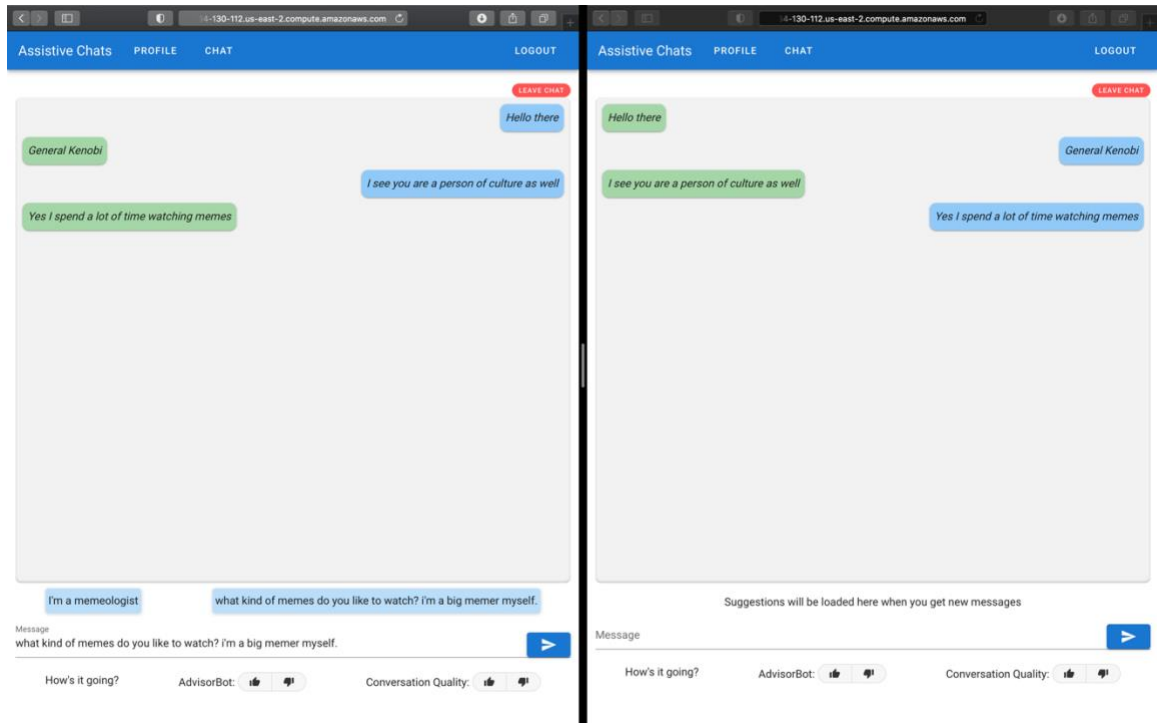 4-130-112.us-east-2.compute.amazonaws.com
Assistive Chats PROFILE CHAT LOGOUT
LEAVE CHAT
Hello there
General Kenobi
I see you are a person of culture as well
Yes I spend a lot of time watching memes
I'm a memeologist what kind of memes do you like to watch? i'm a big memer myself.
Message
what kind of memes do you like to watch? i'm a big memer myself.
How's it going? AdvisorBot: Conversation Quality:
4-130-112.us-east-2.compute.amazonaws.com
Assistive Chats PROFILE CHAT LOGOUT
LEAVE CHAT
Hello there
General Kenobi
I see you are a person of culture as well
Yes I spend a lot of time watching memes
Suggestions will be loaded here when you get new messages
Message
How's it going? AdvisorBot: Conversation Quality: